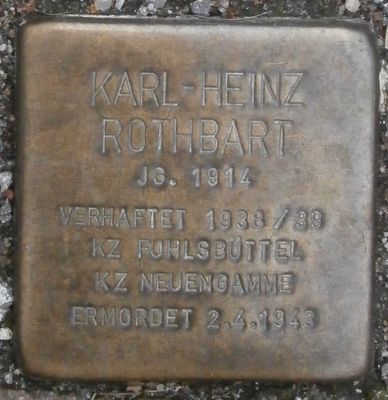 KARL-HEINZ
ROTHBART
JG. 1914
VERHAFTET 1938/39
KZ FUHLSBÜTTEL
KZ NEUENGAMME
ERMORDET 2.4.1943